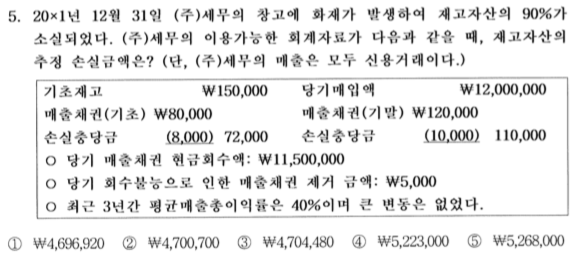 5. 20×1년 12월 31일 (주)세무의 창고에 화재가 발생하여 재고자산의 90%가
소실되었다. (주)세무의 이용가능한 회계자료가 다음과 같을 때, 재고자산의
추정 손실금액은? (단, (주)세무의 매출은 모두 신용거래이다.)
기초재고 ₩150,000 당기매입액 ₩12,000,000
매출채권(기초) ₩80,000 매출채권(기말) ₩120,000
손실충당금 (8,000) 72,000 손실충당금 (10,000) 110,000
○ 당기 매출채권 현금회수액: ₩11,500,000
○ 당기 회수불능으로 인한 매출채권 제거 금액: ₩5,000
○ 최근 3년간 평균매출총이익률은 40%이며 큰 변동은 없었다.
① ₩4,696,920 ② ₩4,700,700 ③ ₩4,704,480 ④ ₩5,223,000 ⑤ ₩5,268,000